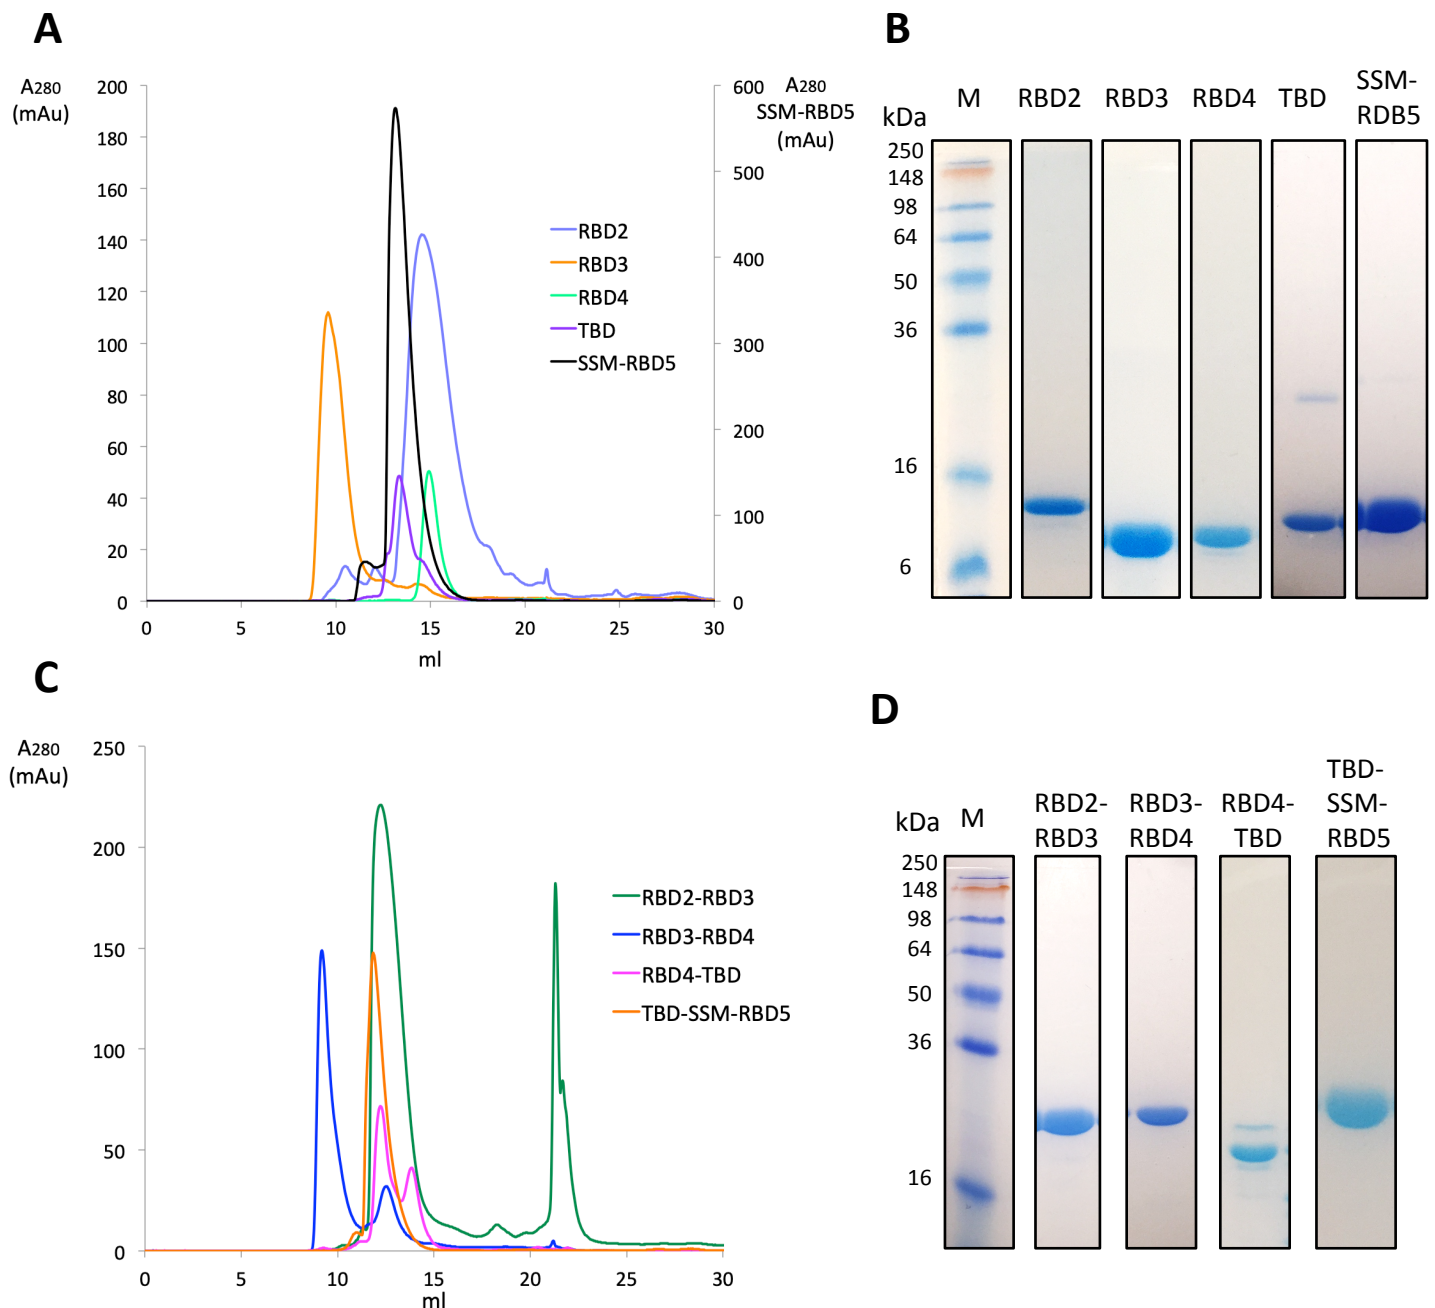 A
A280
(mAu)
200
180
160
140
120
100
80
60
40
20
0
0
5
10
15
20
25
30
ml
600
500
400
300
200
100
0
A280
SSM-RBD5
(mAu)
RBD2
RBD3
RBD4
TBD
SSM-RBD5
B
kDa
M
RBD2
RBD3
RBD4
TBD
SSM-
RDB5
250
148
98
64
50
36
16
6
C
A280
(mAu)
250
200
150
100
50
0
0
5
10
15
20
25
30
ml
RBD2-RBD3
RBD3-RBD4
RBD4-TBD
TBD-SSM-RBD5
D
kDa
M
RBD2-
RBD3
RBD3-
RBD4
RBD4-
TBD
TBD-
SSM-
RBD5
250
148
98
64
50
36
16